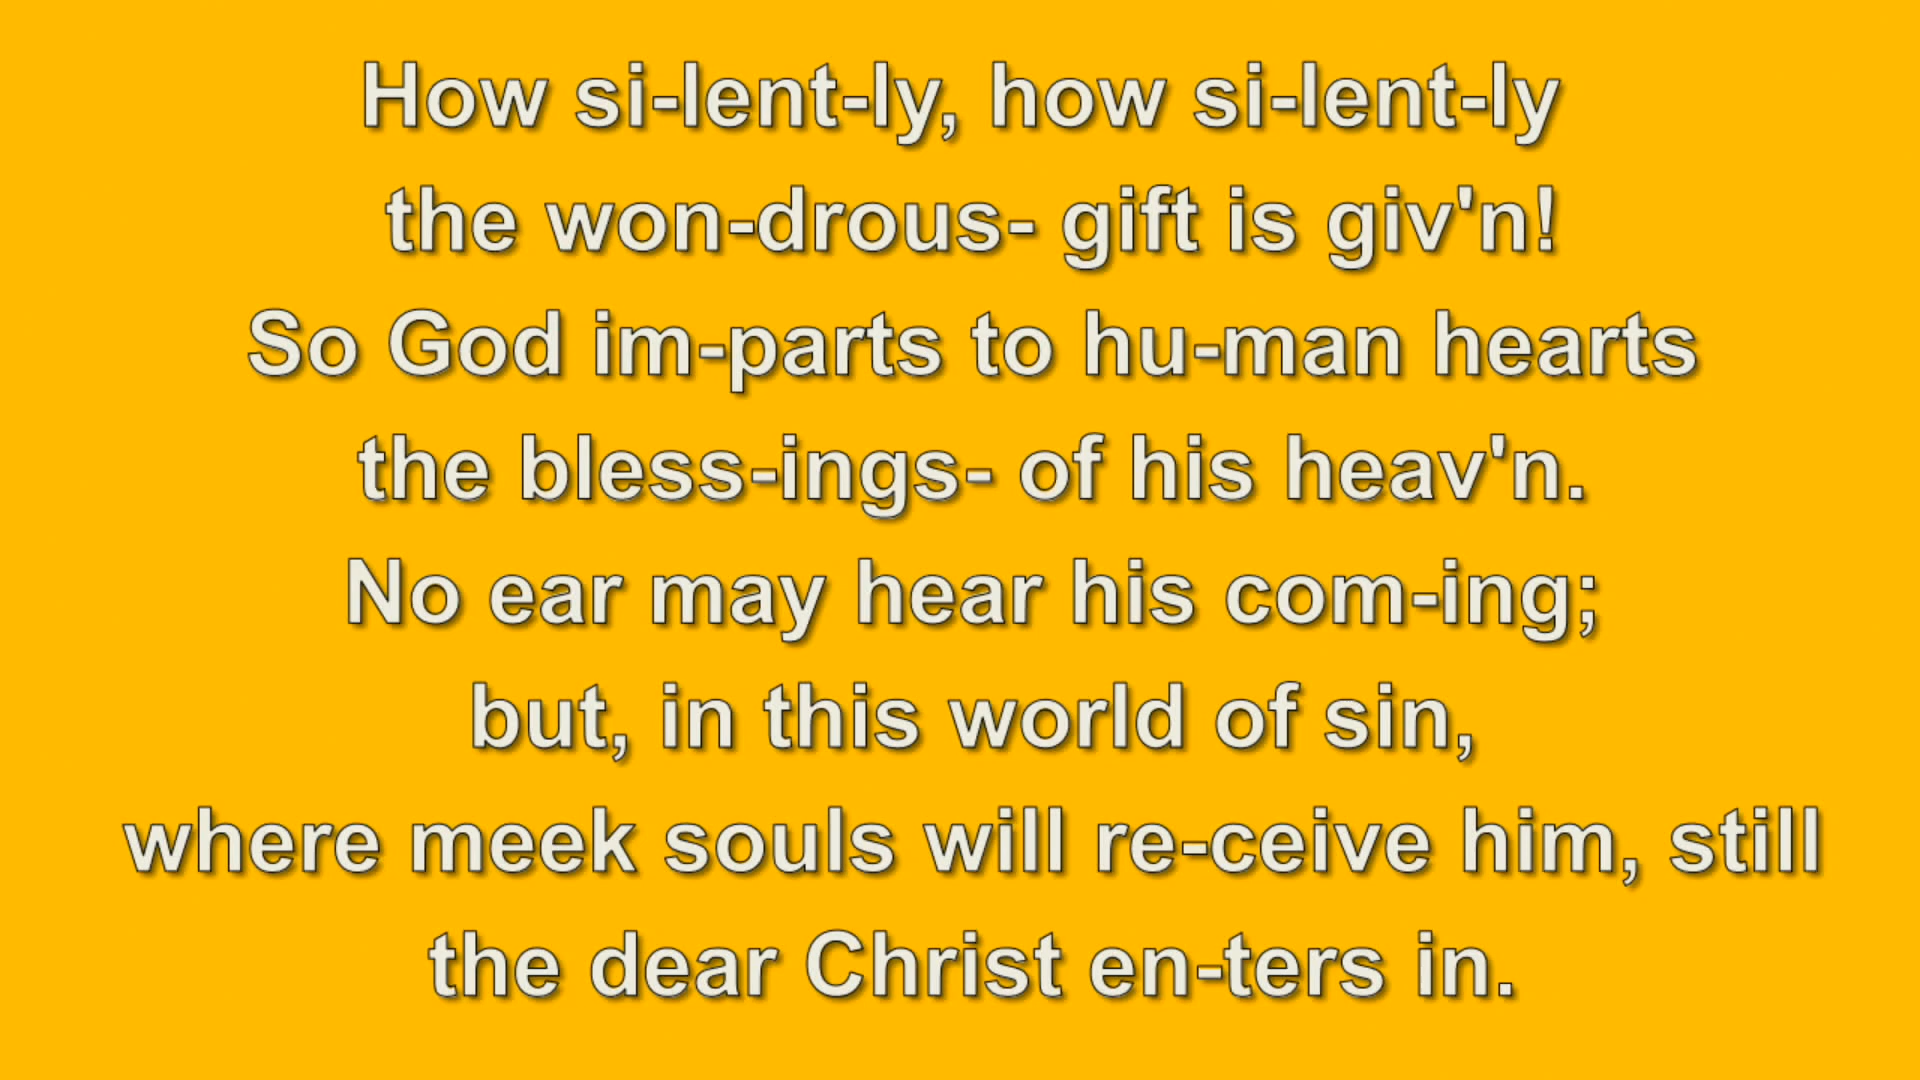 How si-lent-ly, how si-lent-ly
the won-drous- gift is giv'n!
So God im-parts to hu-man hearts
the bless-ings- of his heav'n.
No ear may hear his com-ing;
but, in this world of sin,
where meek souls will re-ceive him, still
the dear Christ en-ters in.